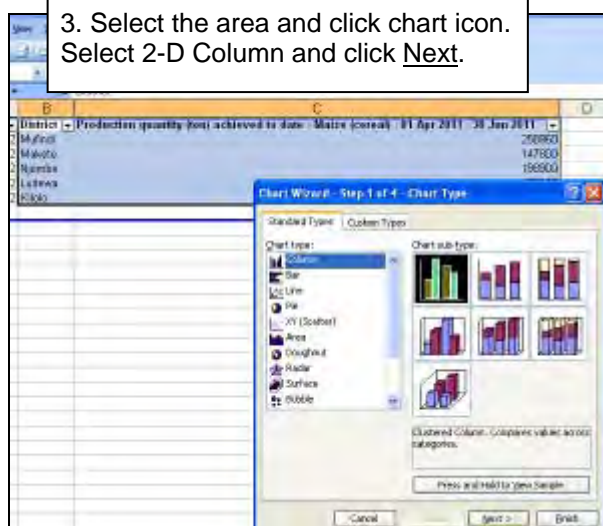 3. Select the area and click chart icon.
Select 2-D Column and click Next.
View
B C D
District Production quantity (ton) achieved to date : Maize (cereal) : 01 Apr 2011 - 30 Jun 2011
Mufindi
Makete 147800
Njombe 198900
Ludewa
Kilolo
Chart Wizard - Step 1 of 4 - Chart Type
Standard Types Custom Types
Chart type: Chart sub-type:
Column
Bar
Line
Pie
XY (Scatter)
Area
Doughnut
Radar
Surface
Bubble
Clustered Column. Compares values across
categories.
Press and Hold to View Sample
Cancel Next > Finish